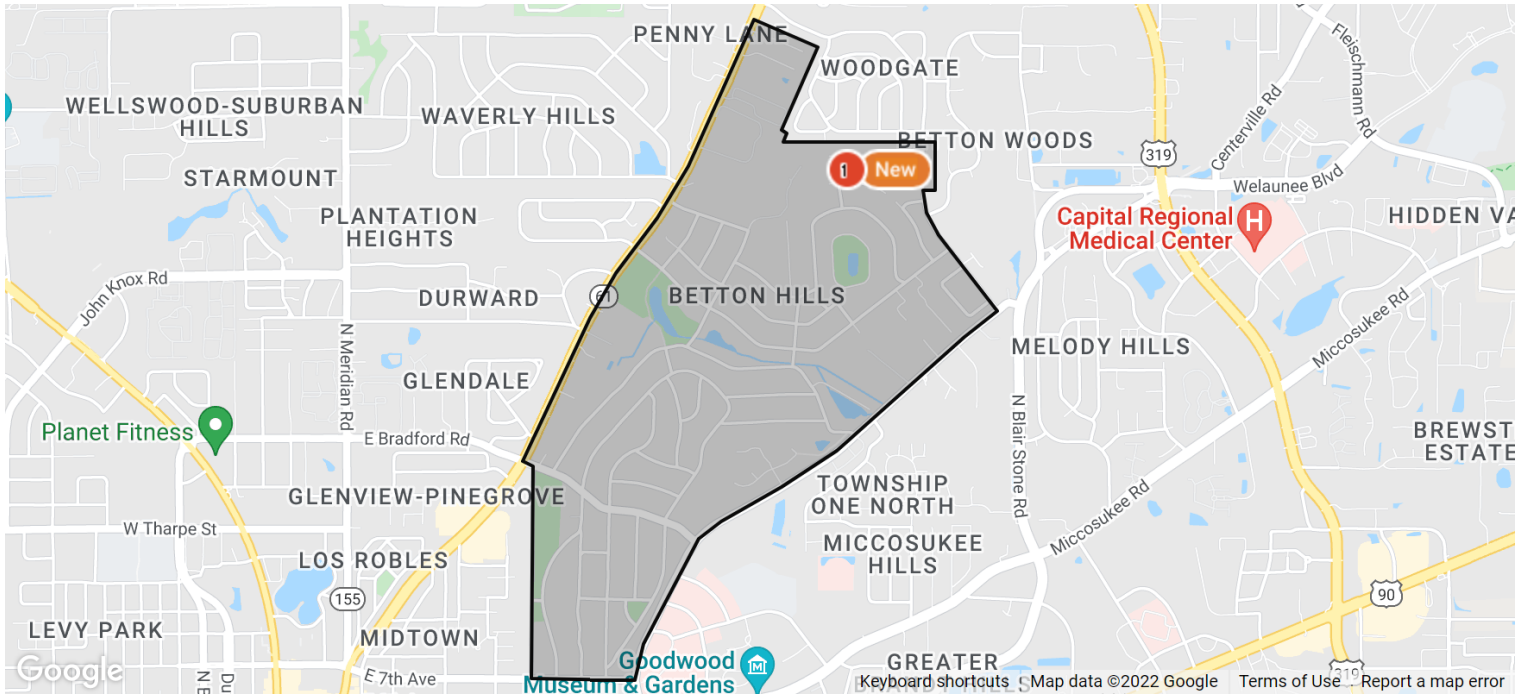 PENNY LANE
WOODGATE
WELLSWOOD-SUBURBAN
HILLS
WAVERLY HILLS
BETTON WOODS
Fleischmann Rd
Centerville Rd
319
1
New
STARMOUNT
Welaunee Blvd
PLANTATION
HEIGHTS
Capital Regional
Medical Center
H
HIDDEN VA
John Knox Rd
DURWARD
61
BETTON HILLS
N Meridian Rd
MELODY HILLS
Miccosukee Rd
GLENDALE
Planet Fitness
E Bradford Rd
N Blair Stone Rd
BREWST
ESTATE
GLENVIEW-PINEGROVE
TOWNSHIP
ONE NORTH
W Tharpe St
Miccosukee Rd
MICCOSUKEE
HILLS
LOS ROBLES
155
90
LEVY PARK
MIDTOWN
E 7th Ave
Goodwood
Museum & Gardens
M
GREATER
BRANDY HILLS
319
Google
Keyboard shortcuts
Map data ©2022 Google
Terms of Use
Report a map error